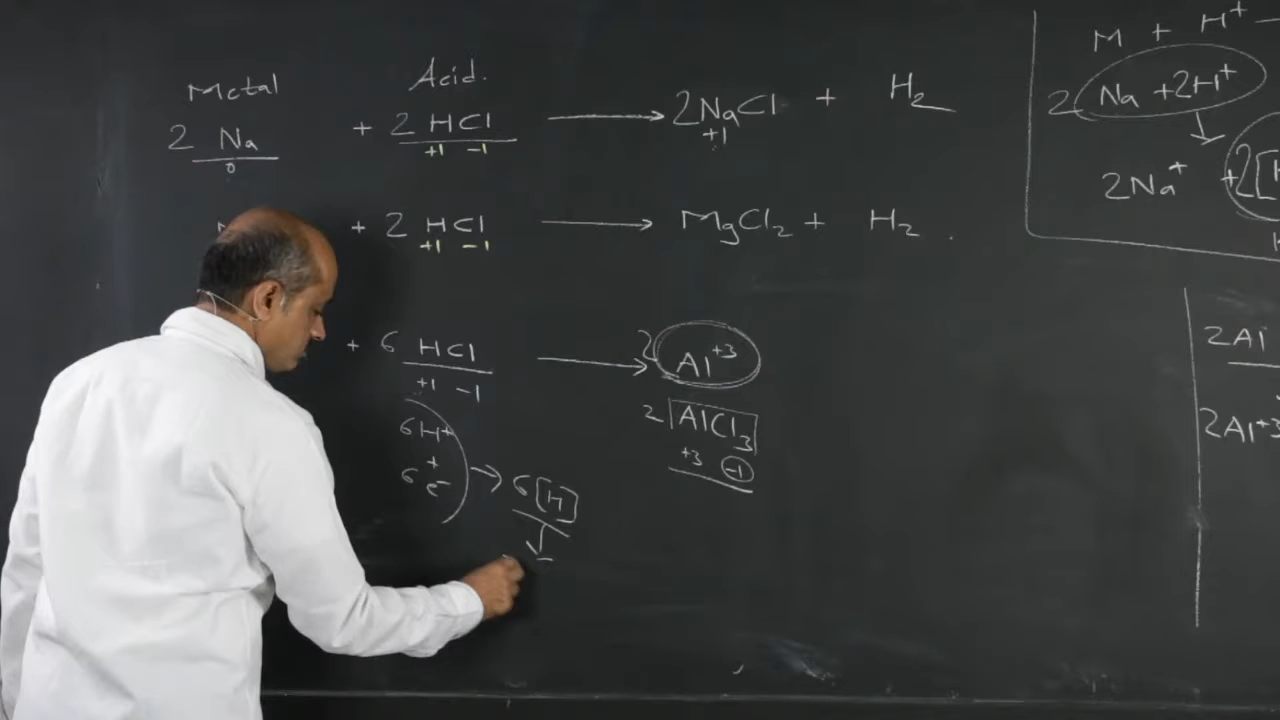 Metal Acid.
2 Na + 2 HCl → 2NaCl + H₂
0 +1 -1 +1
+ 2 HCl → MgCl₂ + H₂ .
+1 -1
+ 6 HCl → 2 Al⁺³
+1 -1
2 AlCl₃
+3 -1
6H+
+
6 e⁻ → 6[H]
M + H⁺
2 Na + 2H⁺
↓
2Na⁺ + 2[
2Al
2Al⁺³